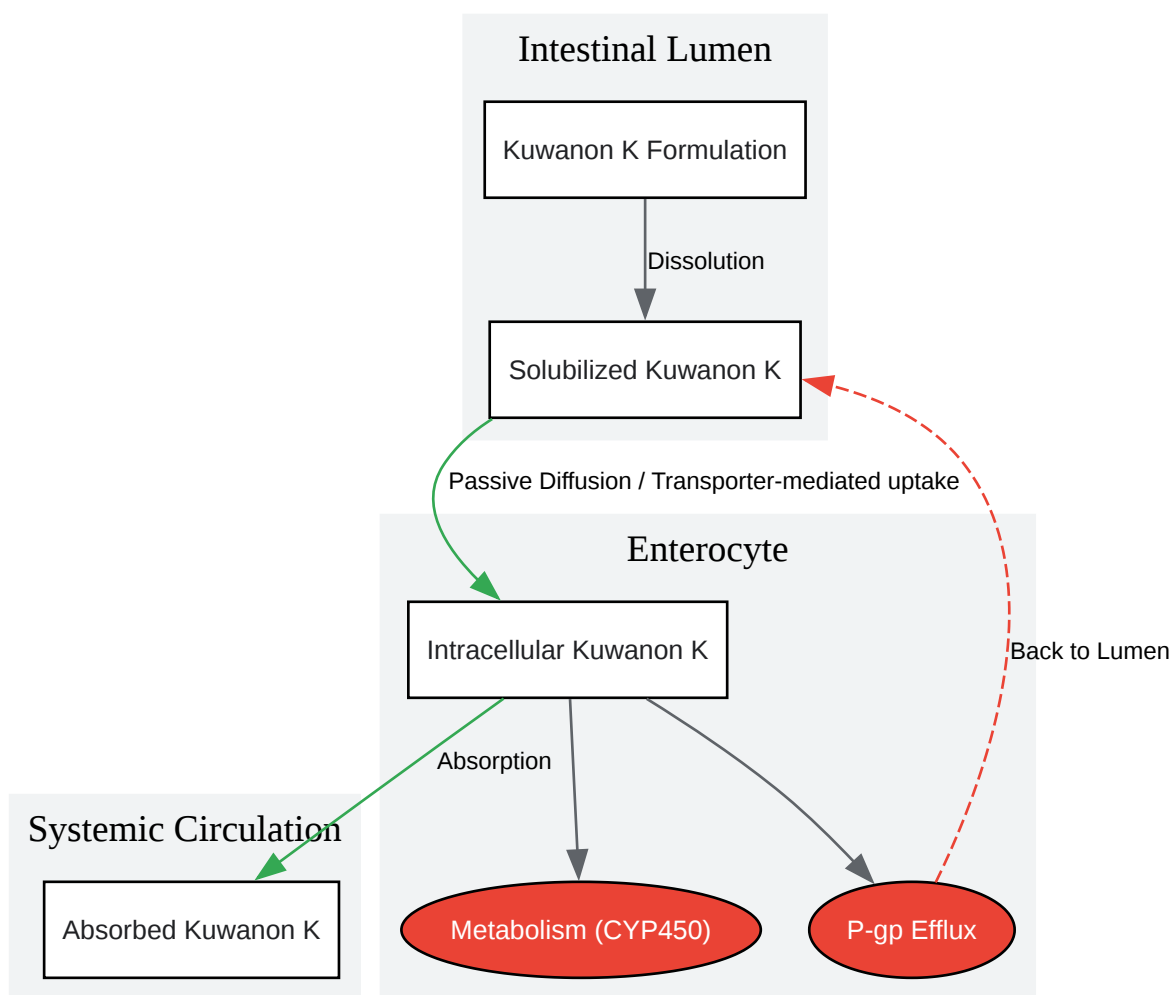 Intestinal Lumen
Kuwanon K Formulation
Dissolution
Solubilized Kuwanon K
Passive Diffusion / Transporter-mediated uptake
Enterocyte
Intracellular Kuwanon K
Back to Lumen
Absorption
Systemic Circulation
Absorbed Kuwanon K
Metabolism (CYP450)
P-gp Efflux